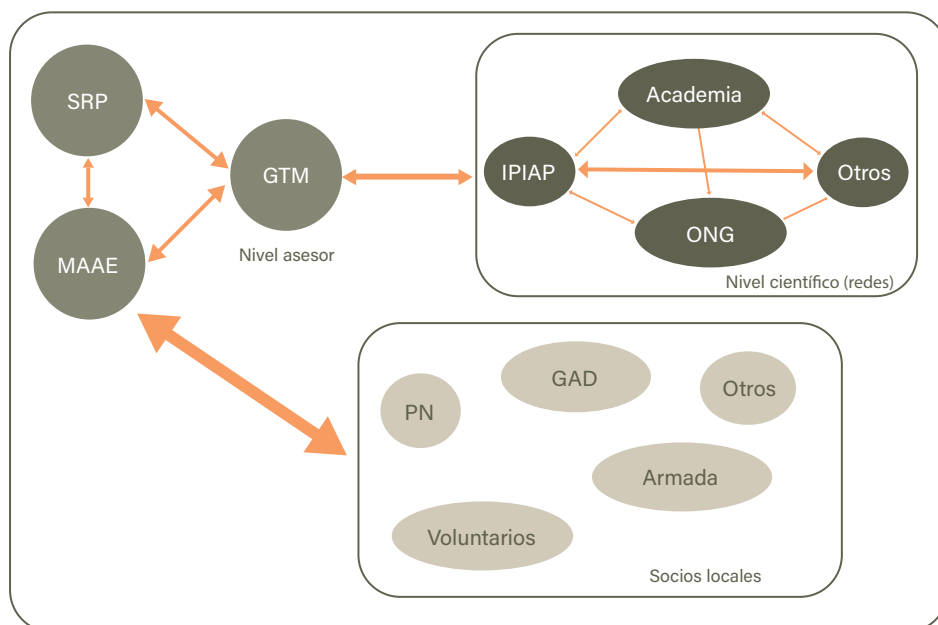 SRP
MAAE
GTM
Nivel asesor
Academia
IPIAP
Otros
ONG
Nivel científico (redes)
GAD
Otros
PN
Armada
Voluntarios
Socios locales